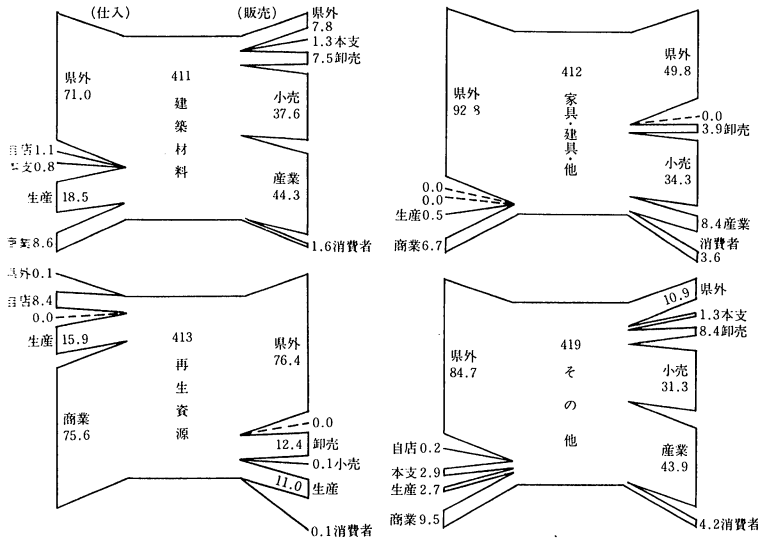 (仕入)
(販売)
411
建築材料
県外
71.0
店1.1
支0.8
生産 18.5
業8.6
県外
7.8
1.3本支
7.5卸売
小売
37.6
産業
44.3
1.6消費者
412
家具・建具・他
県外
92 8
0.0
0.0
生産0.5
商業6.7
県外
49.8
0.0
3.9卸売
小売
34.3
8.4産業
消費者
3.6
413
再生資源
外0.1
店8.4
0.0
生産 15.9
商業
75.6
県外
76.4
0.0
12.4 卸売
0.1小売
11.0 生産
0.1消費者
419
その他
県外
84.7
自店0.2
本支2.9
生産2.7
商業9.5
10.9 県外
1.3本支
8.4卸売
小売
31.3
産業
43.9
4.2消費者